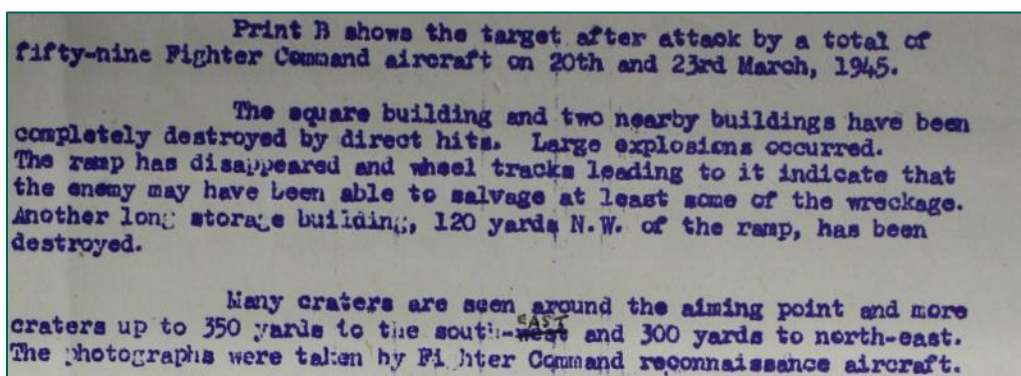 Print B shows the target after attack by a total of
fifty-nine Fighter Command aircraft on 20th and 23rd March, 1945.
The square building and two nearby buildings have been
completely destroyed by direct hits. Large explosions occurred.
The ramp has disappeared and wheel tracks leading to it indicate that
the enemy may have been able to salvage at least some of the wreckage.
Another long storage building, 120 yards N.W. of the ramp, has been
destroyed.
Many craters are seen around the aiming point and more
EAST
craters up to 350 yards to the south-west and 300 yards to north-east.
The photographs were taken by Fighter Command reconnaissance aircraft.